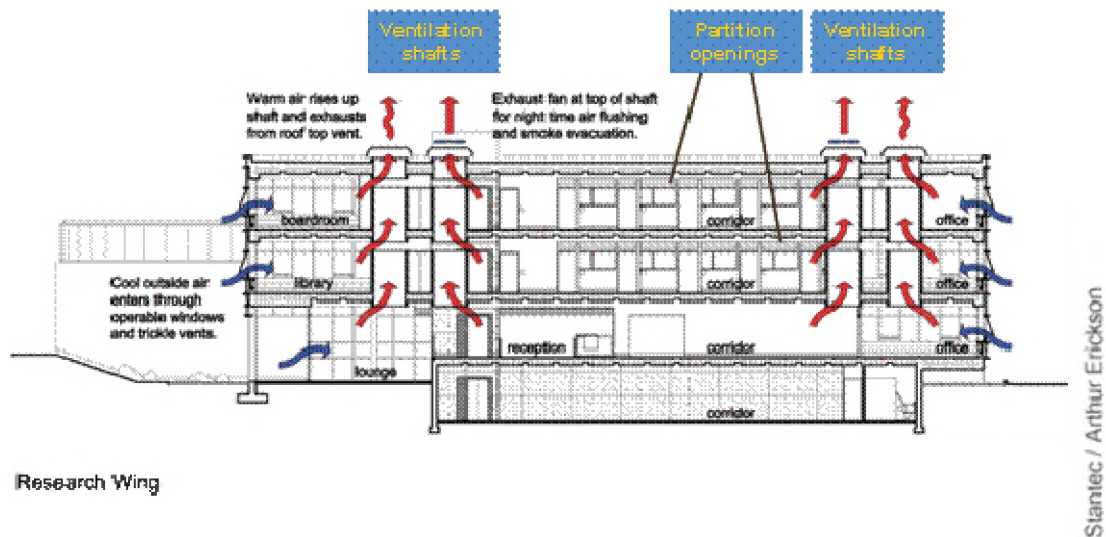 Ventilation
shafts
Partition
openings
Ventilation
shafts
Warm air rises up
shaft and exhausts
from roof top vent.
Exhaust fan at top of shaft
for night time air flushing
and smoke evacuation.
boardroom
corridor
office
Cool outside air
enters through
operable windows
and trickle vents.
library
corridor
office
lounge
reception
corridor
office
corridor
Research Wing
Stantec / Arthur Erickson